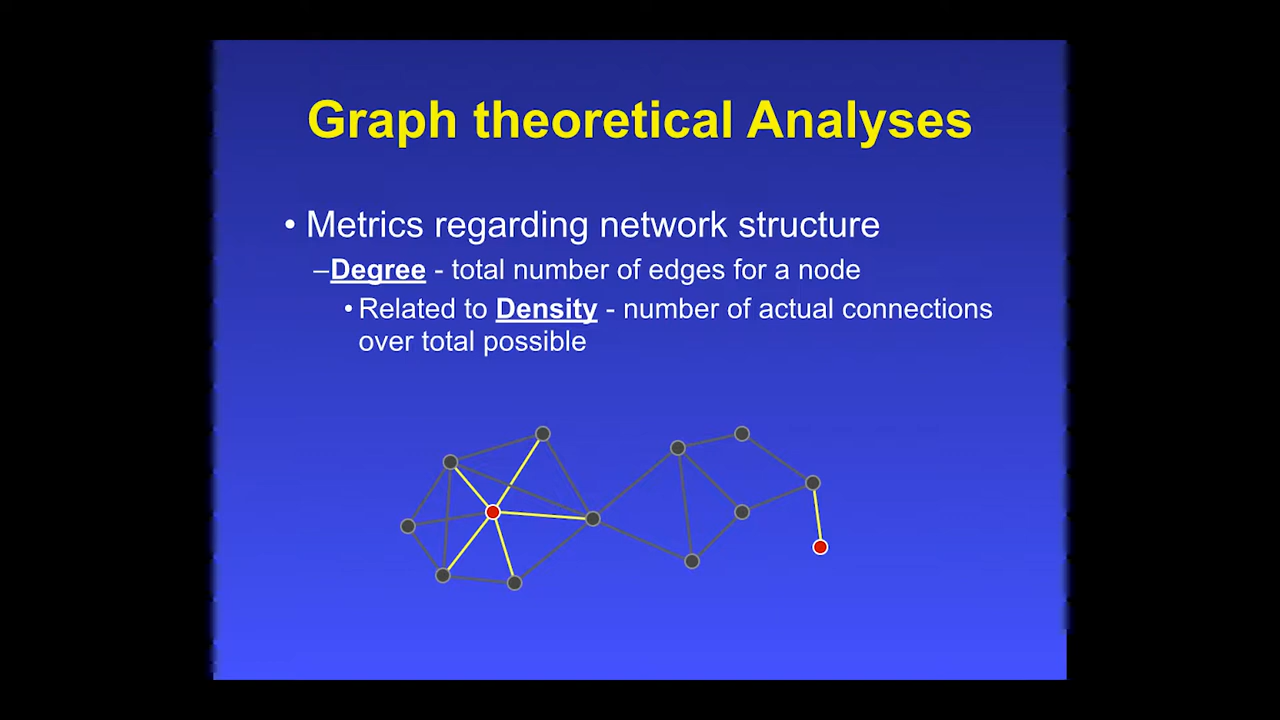 Graph theoretical Analyses
• Metrics regarding network structure
–Degree - total number of edges for a node
• Related to Density - number of actual connections
over total possible